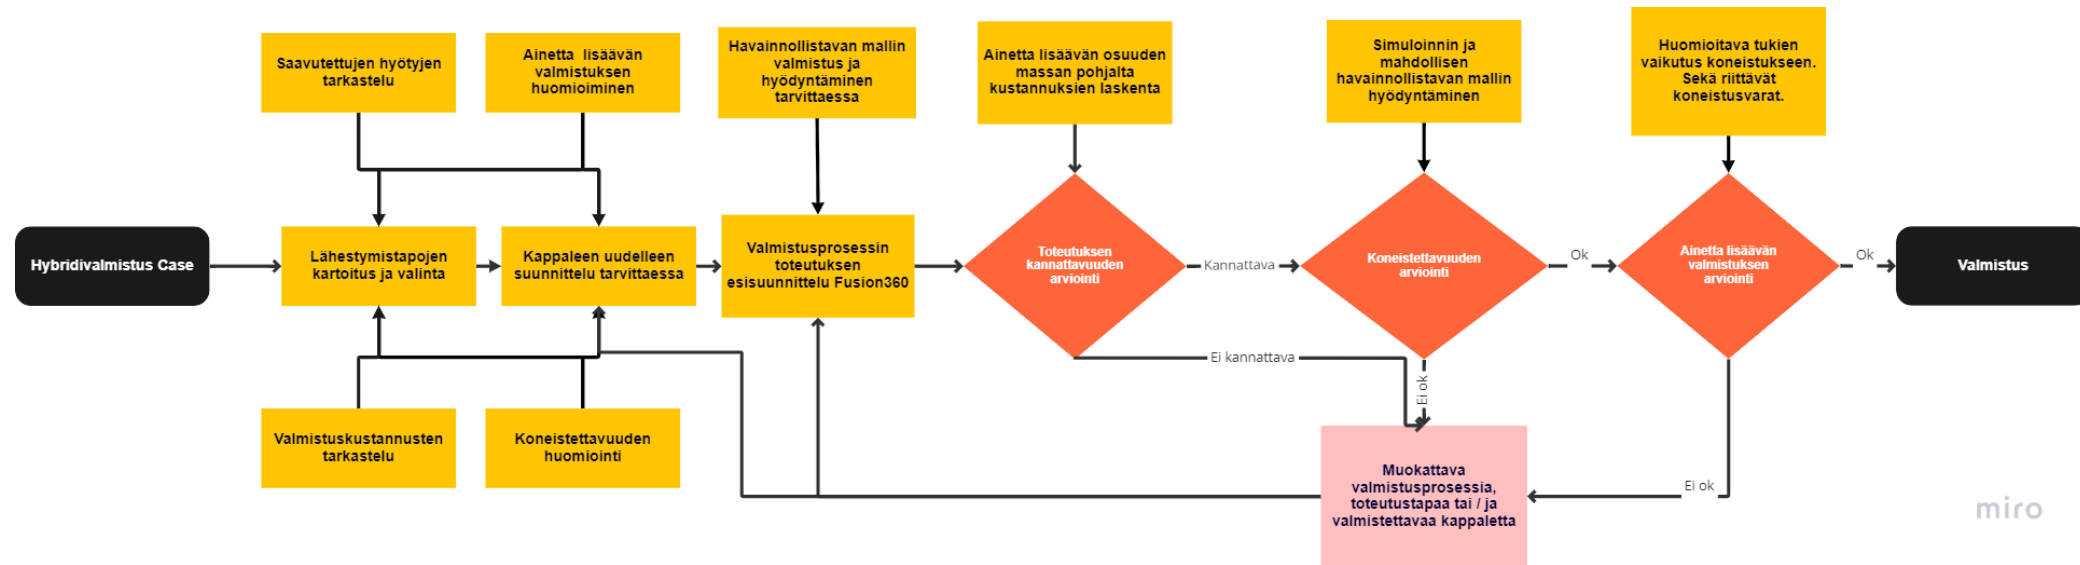 Saavutettujen hyötyjen
tarkastelu
Ainetta lisäävän
valmistuksen
huomioiminen
Havainnollistavan mallin
valmistus ja
hyödyntäminen
tarvittaessa
Ainetta lisäävän osuuden
massan pohjalta
kustannuksien laskenta
Simuloinnin ja
mahdollisen
havainnollistavan mallin
hyödyntäminen
Huomioitava tukien
vaikutus koneistukseen.
Sekä riittävät
koneistusvarat.
Hybridivalmistus Case
Lähestymistapojen
kartoitus ja valinta
Kappaleen uudelleen
suunnittelu tarvittaessa
Valmistusprosessin
toteutuksen
esisuunnittelu Fusion360
Toteutuksen
kannattavuuden
arviointi
Kannattava
Koneistettavuuden
arviointi
Ok
Ainetta lisäävän
valmistuksen
arviointi
Ok
Valmistus
Ei kannattava
Ei ok
Valmistuskustannusten
tarkastelu
Koneistettavuuden
huomiointi
Muokattava
valmistusprosessia,
toteutustapaa tai / ja
valmistettavaa kappaletta
Ei ok
miro